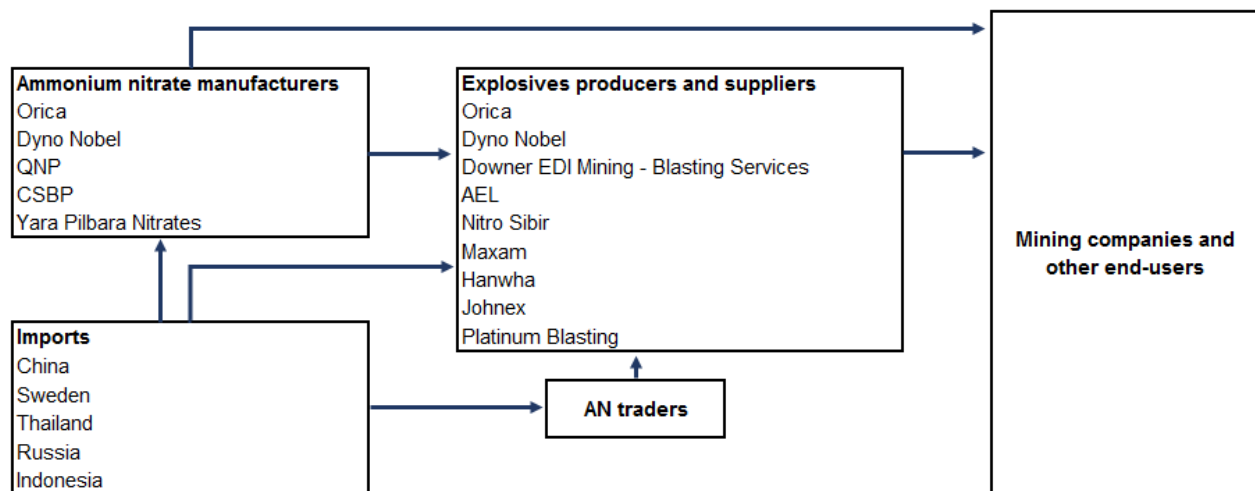 Ammonium nitrate manufacturers
Orica
Dyno Nobel
QNP
CSBP
Yara Pilbara Nitrates
Explosives producers and suppliers
Orica
Dyno Nobel
Downer EDI Mining - Blasting Services
AEL
Nitro Sibir
Maxam
Hanwha
Johnex
Platinum Blasting
Mining companies and
other end-users
Imports
China
Sweden
Thailand
Russia
Indonesia
AN traders